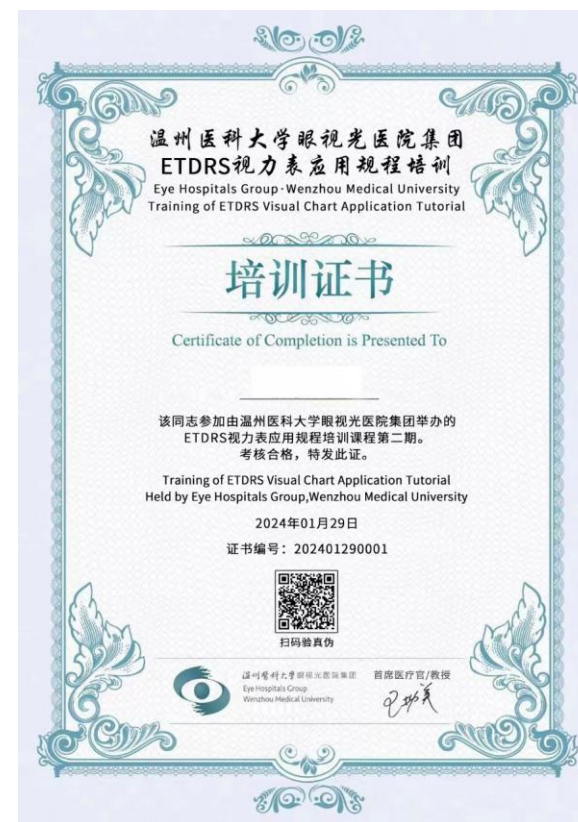 温州医科大学眼视光医院集团
ETDRS视力表应用规程培训
Eye Hospitals Group·Wenzhou Medical University
Training of ETDRS Visual Chart Application Tutorial
培训证书
Certificate of Completion is Presented To
该同志参加由温州医科大学眼视光医院集团举办的
ETDRS视力表应用规程培训课程第二期。
考核合格，特发此证。
Training of ETDRS Visual Chart Application Tutorial
Held by Eye Hospitals Group,Wenzhou Medical University
2024年01月29日
证书编号：202401290001
扫码验真伪
温州醫科大学眼视光医院集团
Eye Hospitals Group
Wenzhou Medical University
首席医疗官/教授